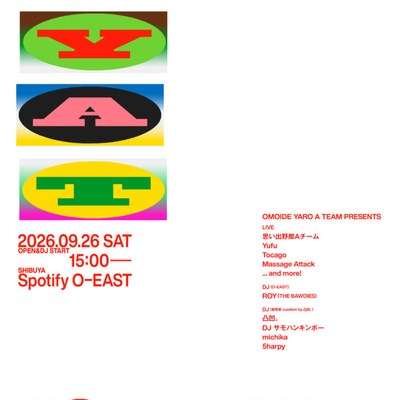 Y
A
T
2026.09.26 SAT
OPEN&DJ START
15:00—
SHIBUYA
Spotify O-EAST
OMOIDE YARO A TEAM PRESENTS
LIVE
思い出野郎Aチーム
Yufu
Tocago
Massage Attack
... and more!
DJ (O-EAST)
ROY (THE BAWDIES)
凸凹。
DJ サモハンキンポー
michika
5harpy